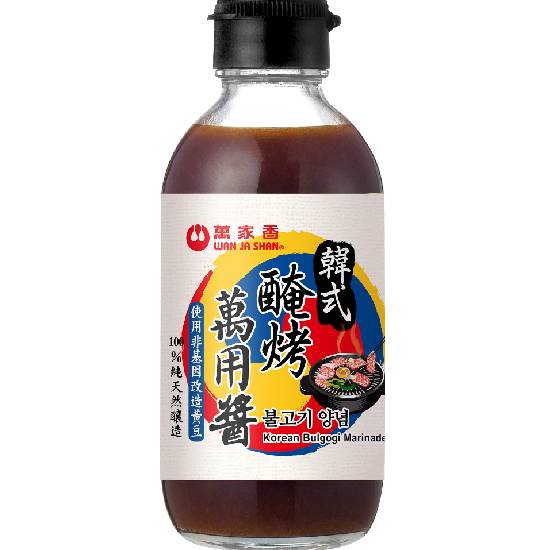 萬家香
WAN JA SHAN®
韓式
醃烤
萬用醬
使用非基因改造黃豆
100%純天然釀造
불고기 양념
Korean Bulgogi Marinade